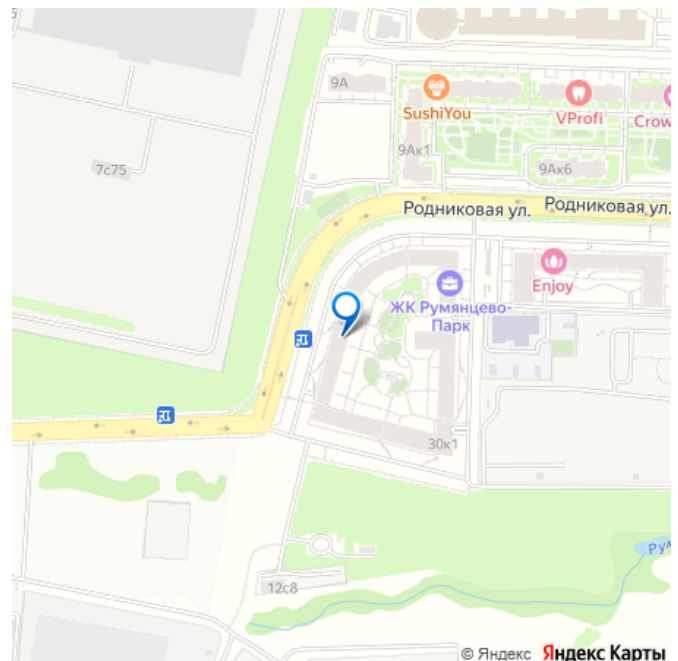 9А
SushiYou
VProfi
Crow
7с75
9Ак1
9Ак6
Родниковая ул.
Родниковая ул.
Enjoy
ЖК Румянцево-
Парк
30к1
Рум
12с8
© Яндекс Яндекс Карты